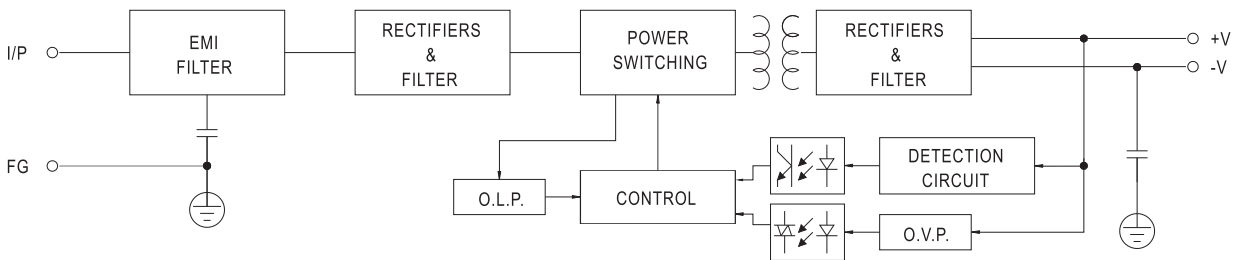 I/P
EMI
FILTER
RECTIFIERS
&
FILTER
POWER
SWITCHING
RECTIFIERS
&
FILTER
+V
-V
FG
O.L.P.
CONTROL
DETECTION
CIRCUIT
O.V.P.